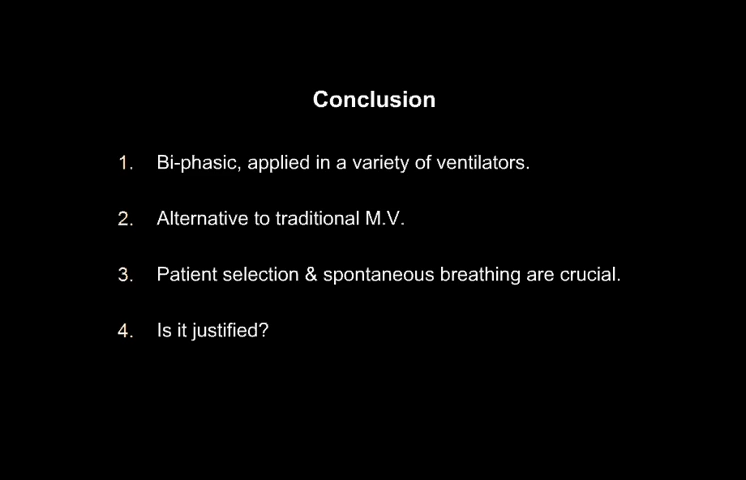 Conclusion
1. Bi-phasic, applied in a variety of ventilators.
2. Alternative to traditional M.V.
3. Patient selection & spontaneous breathing are crucial.
4. Is it justified?